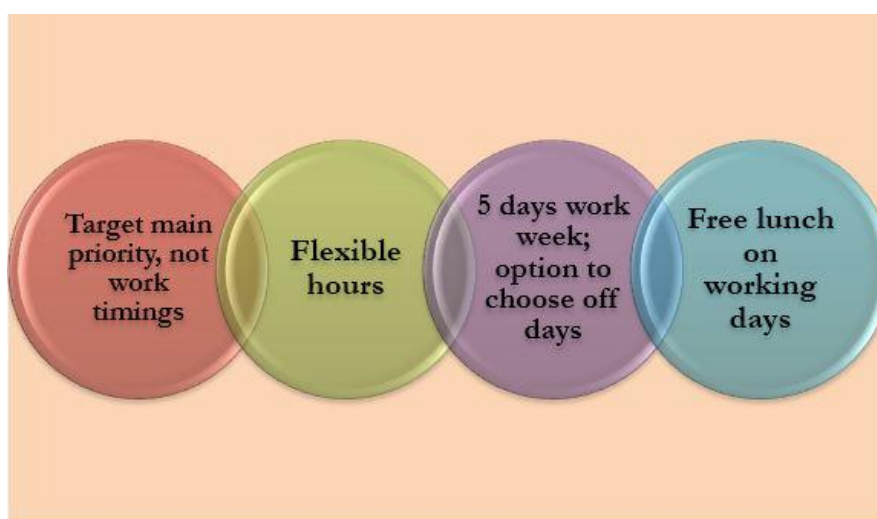 Target main
priority, not
work
timings
Flexible
hours
5 days work
week;
option to
choose off
days
Free lunch
on
working
days